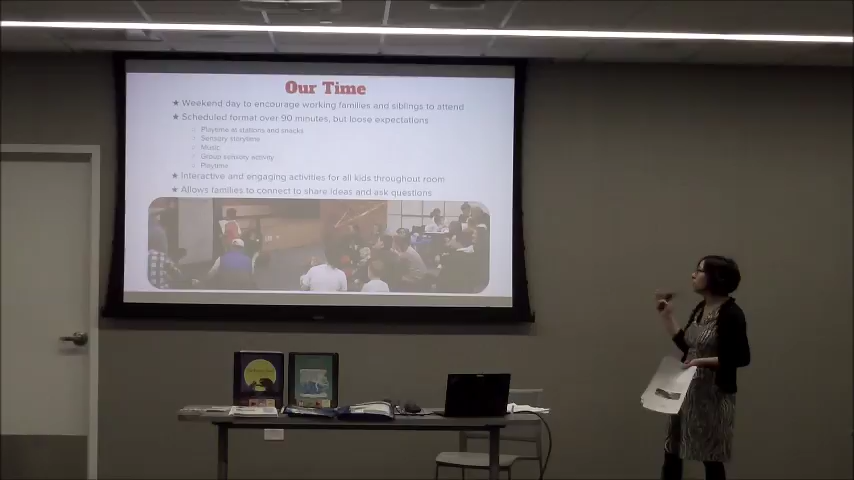 Our Time
★ Weekend day to encourage working families and siblings to attend
★ Scheduled format over 90 minutes, but loose expectations
○ Playtime at stations and snacks
○ Sensory storytime
○ Music
○ Group sensory activity
○ Playtime
★ Interactive and engaging activities for all kids throughout room
★ Allows families to connect to share ideas and ask questions